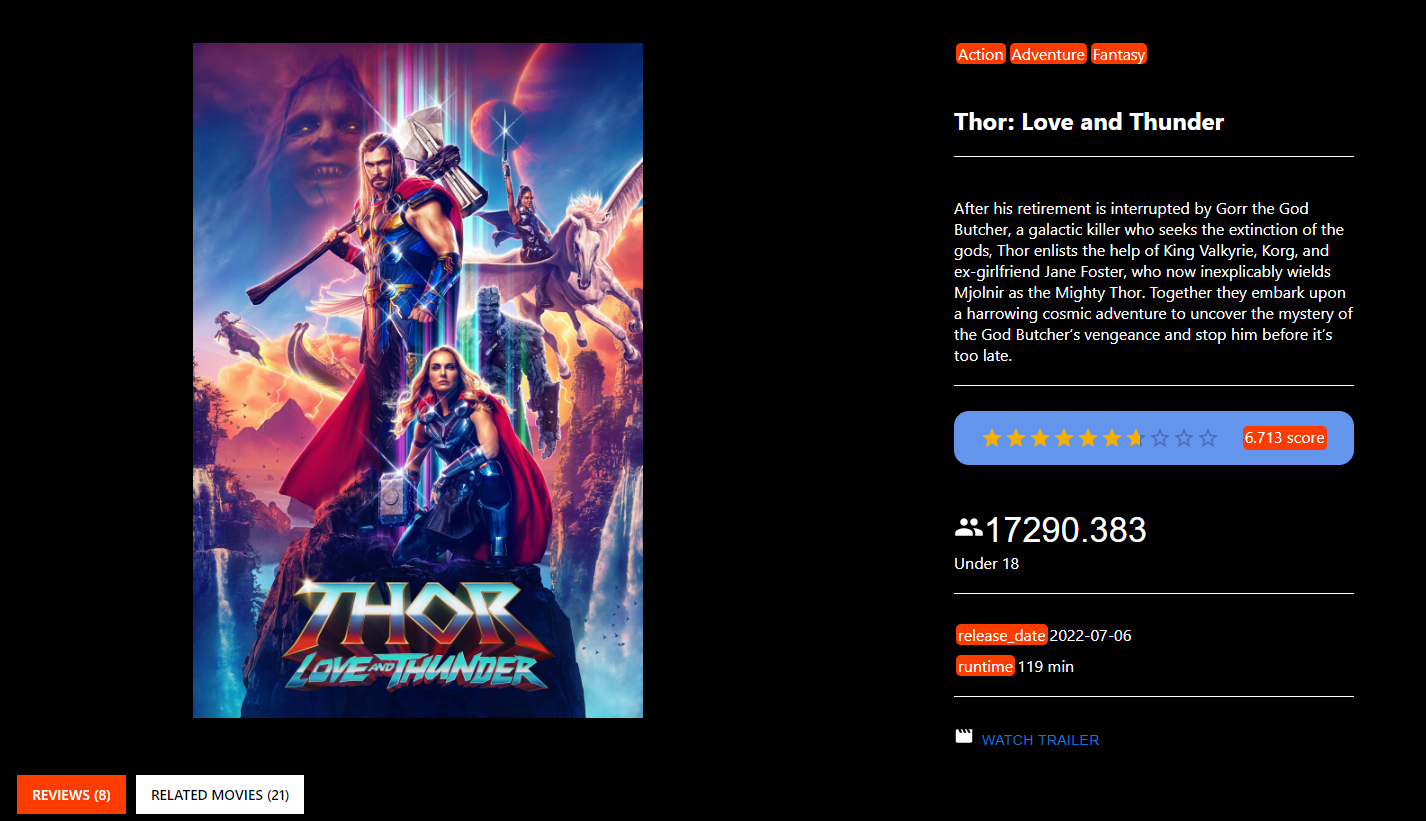 Action Adventure Fantasy
Thor: Love and Thunder
After his retirement is interrupted by Gorr the God
Butcher, a galactic killer who seeks the extinction of the
gods, Thor enlists the help of King Valkyrie, Korg, and
ex-girlfriend Jane Foster, who now inexplicably wields
Mjolnir as the Mighty Thor. Together they embark upon
a harrowing cosmic adventure to uncover the mystery of
the God Butcher’s vengeance and stop him before it’s
too late.
6.713 score
17290.383
Under 18
release_date 2022-07-06
runtime 119 min
WATCH TRAILER
THOR
LOVE AND THUNDER
REVIEWS (8) RELATED MOVIES (21)